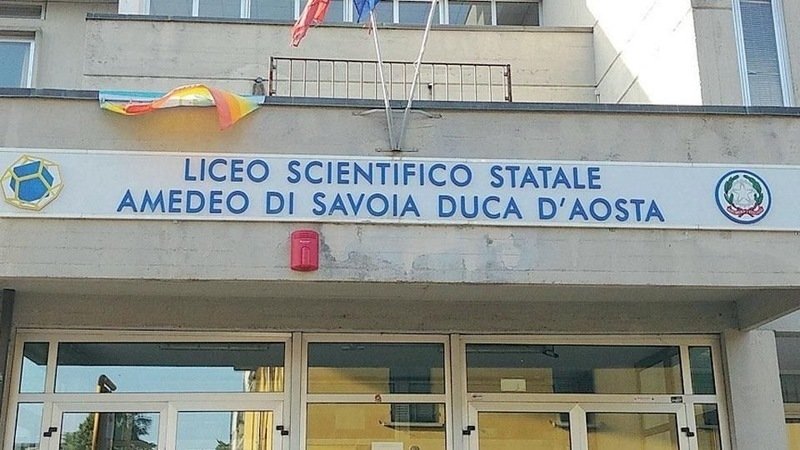 LICEO SCIENTIFICO STATALE
AMEDEO DI SAVOIA DUCA D'AOSTA